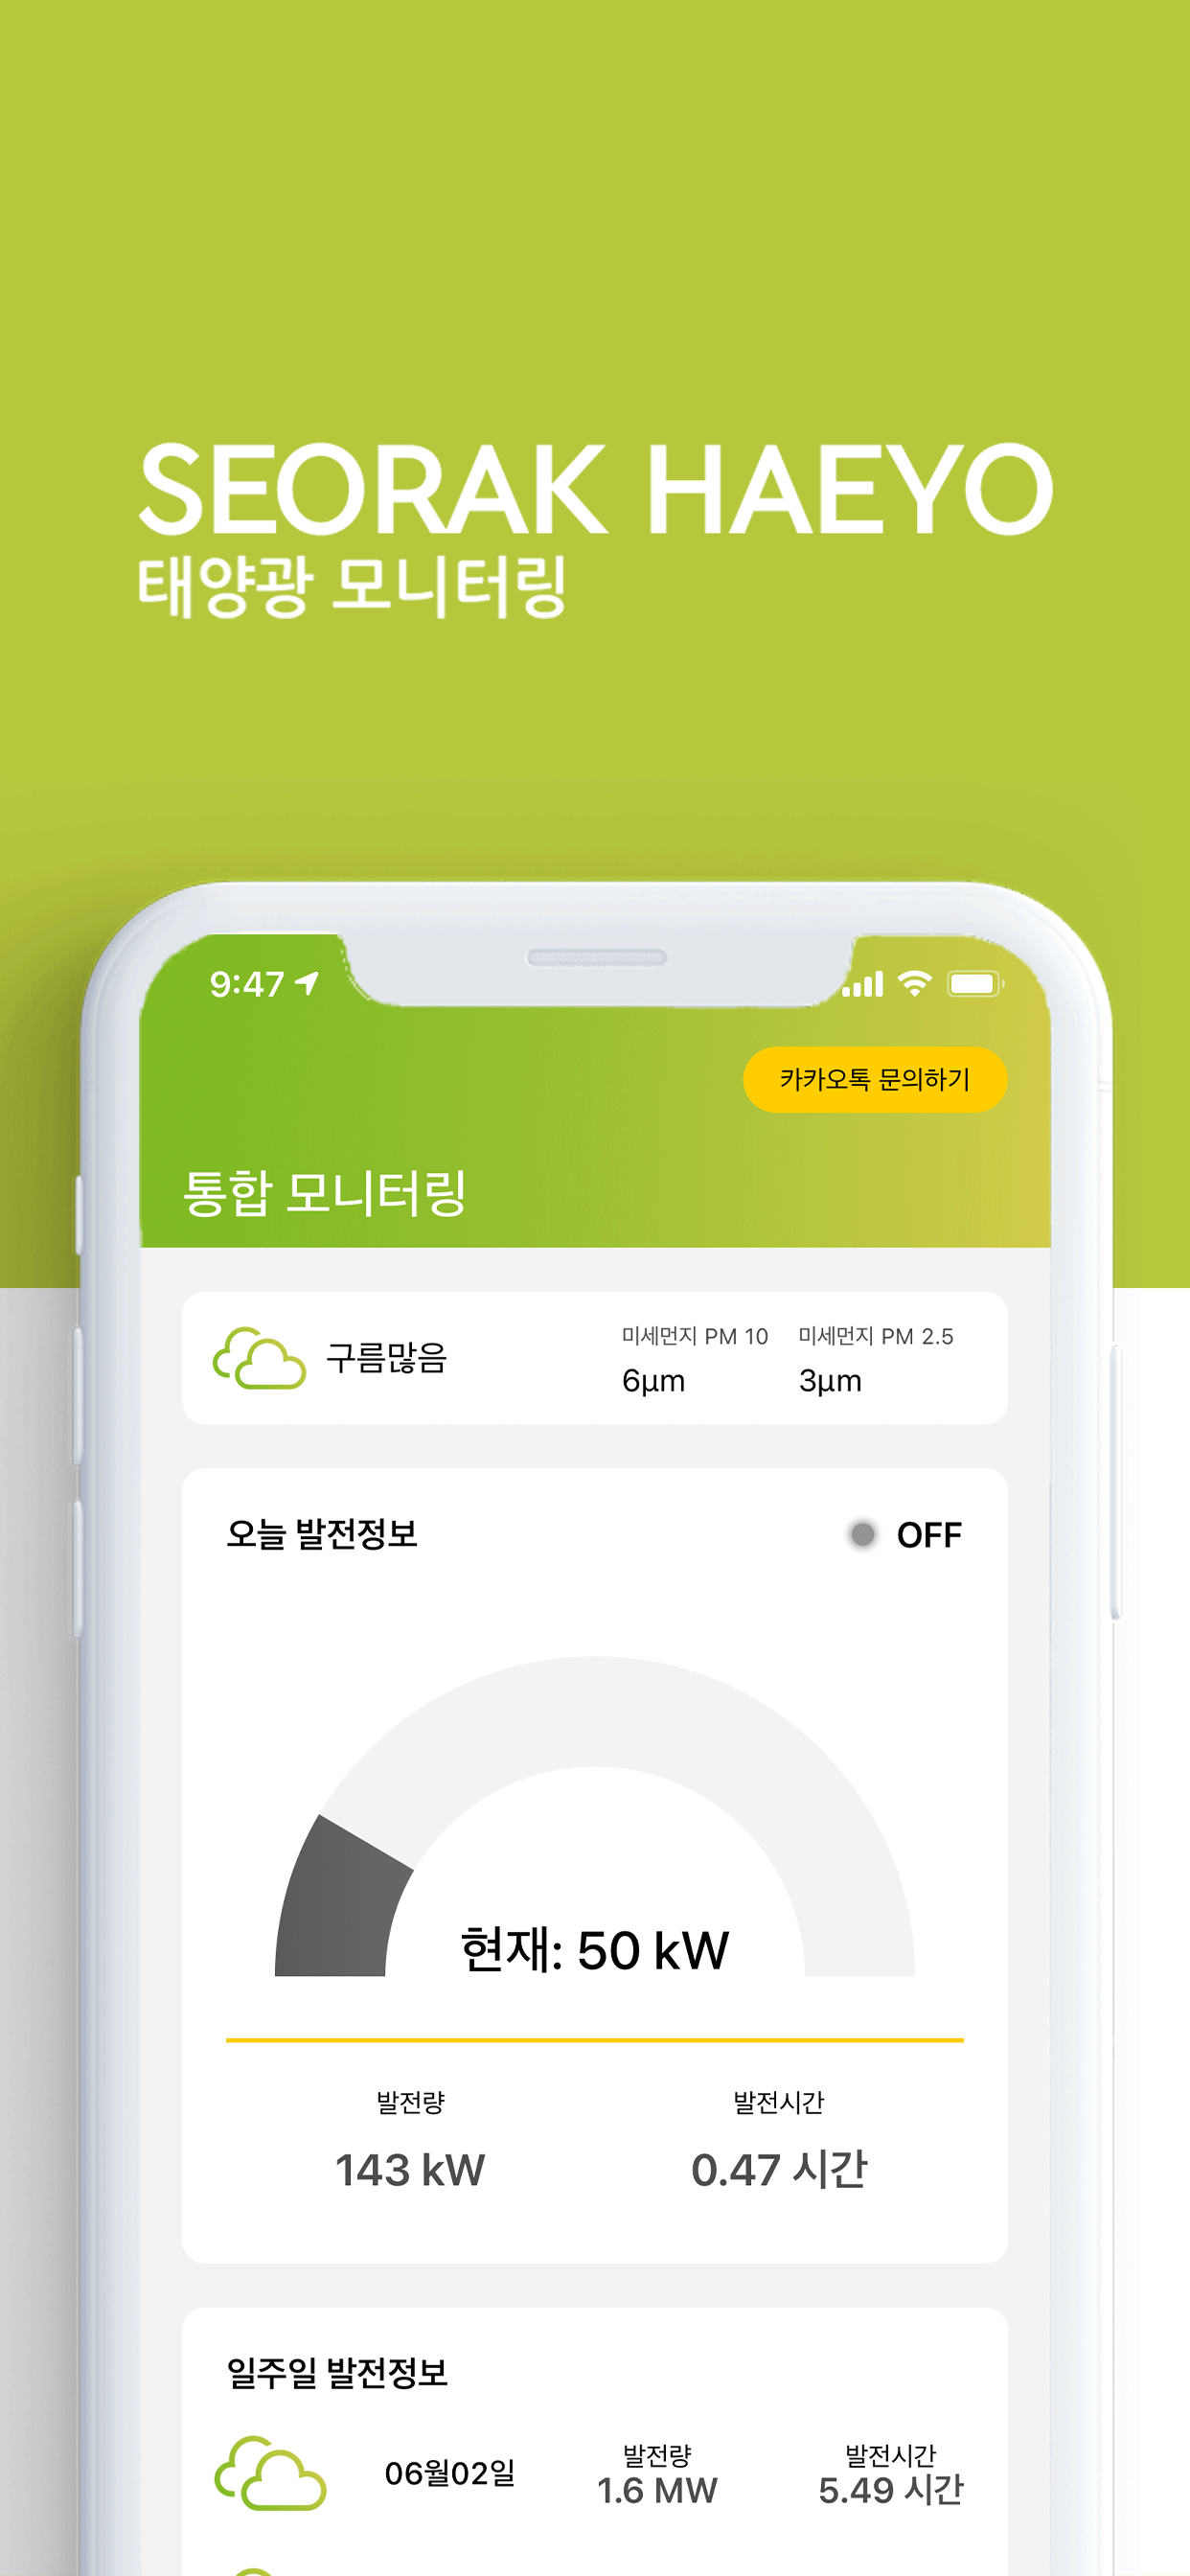 SEORAK HAEYO
태양광 모니터링
9:47
카카오톡 문의하기
통합 모니터링
구름많음
미세먼지 PM 10 미세먼지 PM 2.5
6µm 3µm
오늘 발전정보 OFF
현재: 50 kW
발전량 발전시간
143 kW 0.47 시간
일주일 발전정보
06월02일
발전량 발전시간
1.6 MW 5.49 시간